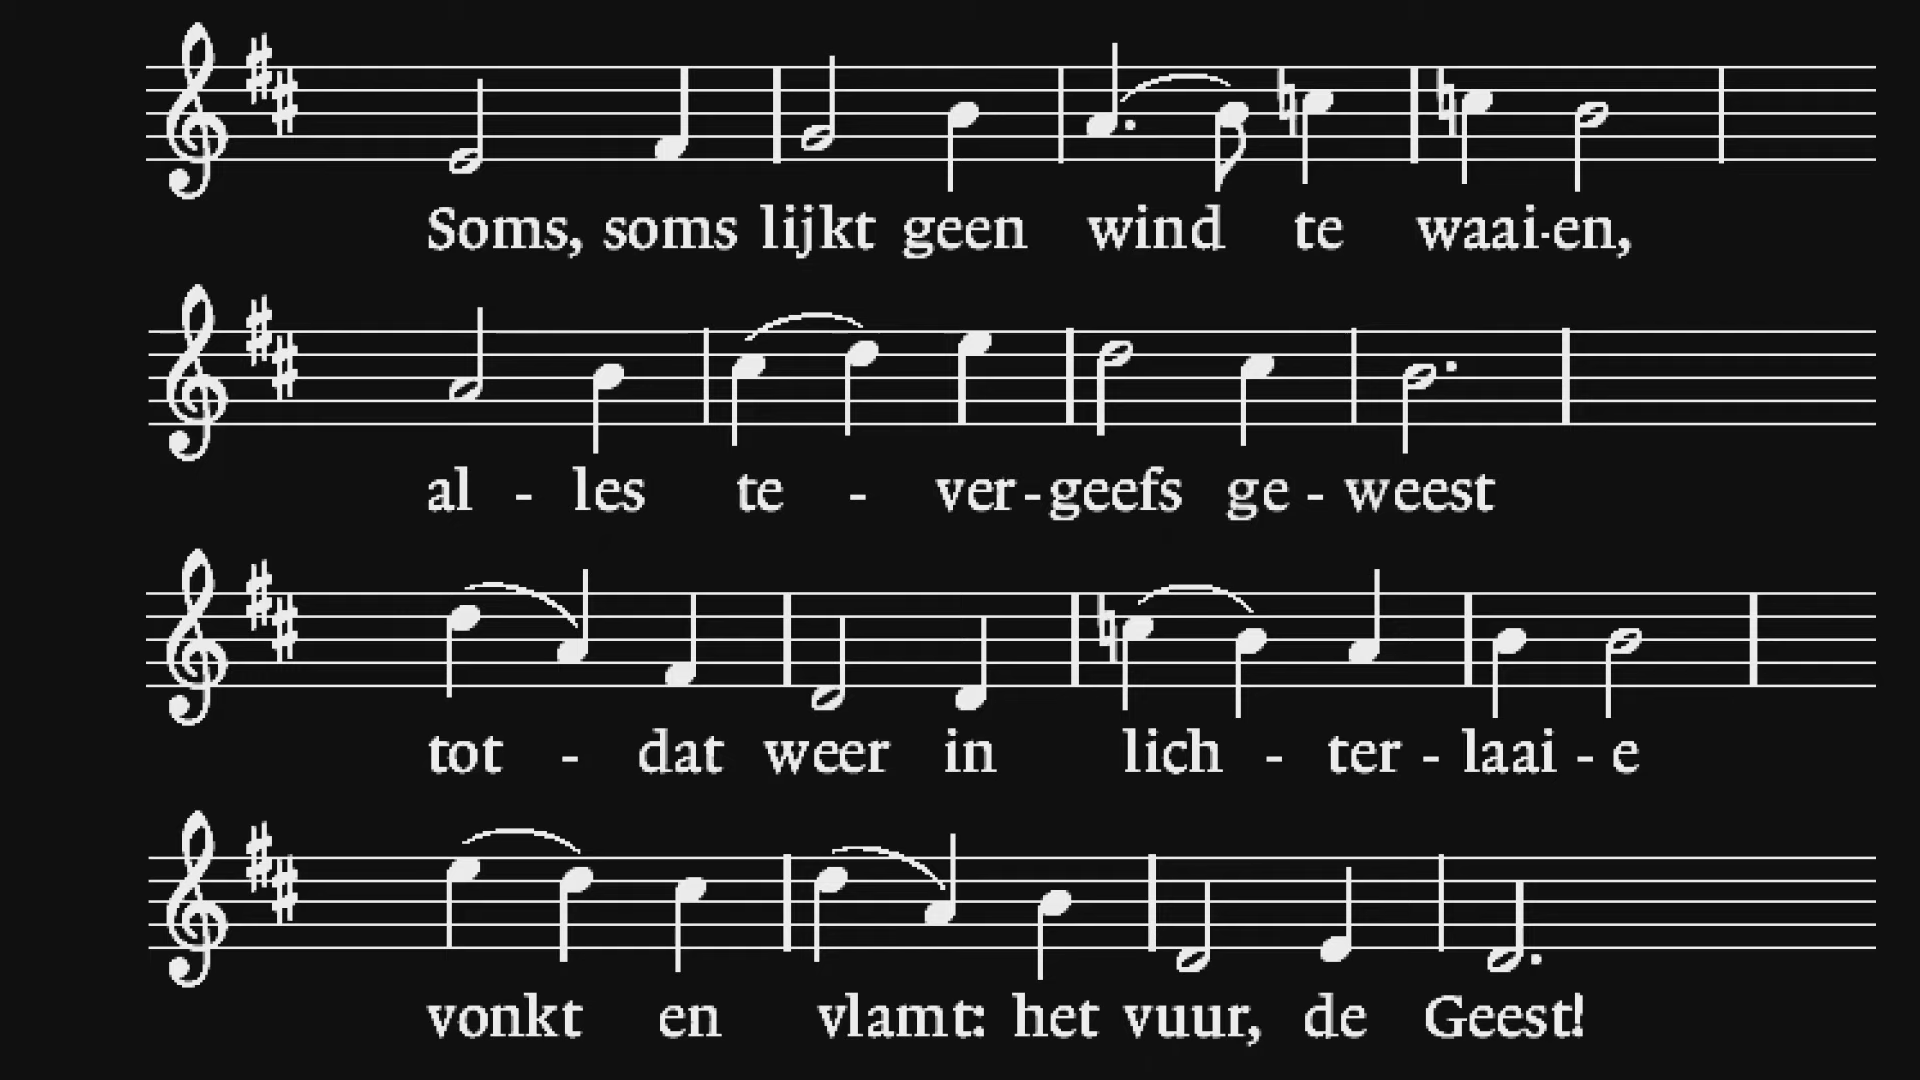 Soms, soms lijkt geen wind te waai-en,
al - les te - ver - geefs ge - weest
tot - dat weer in lich - ter - laai - e
vonkt en vlamt: het vuur, de Geest!